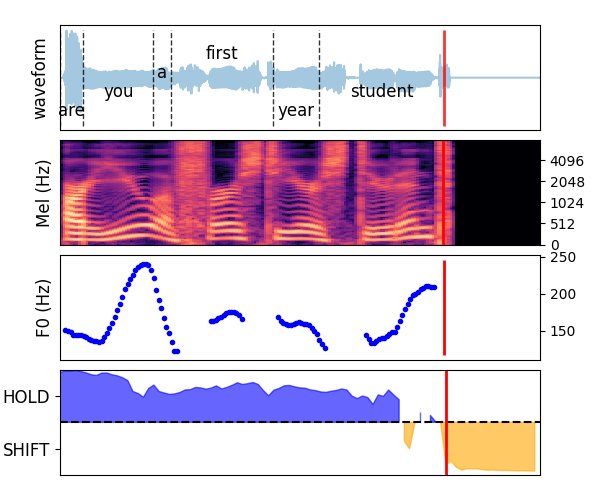 waveform
are you a first year student
Mel (Hz)
4096
2048
1024
512
0
F0 (Hz)
250
150
HOLD
SHIFT